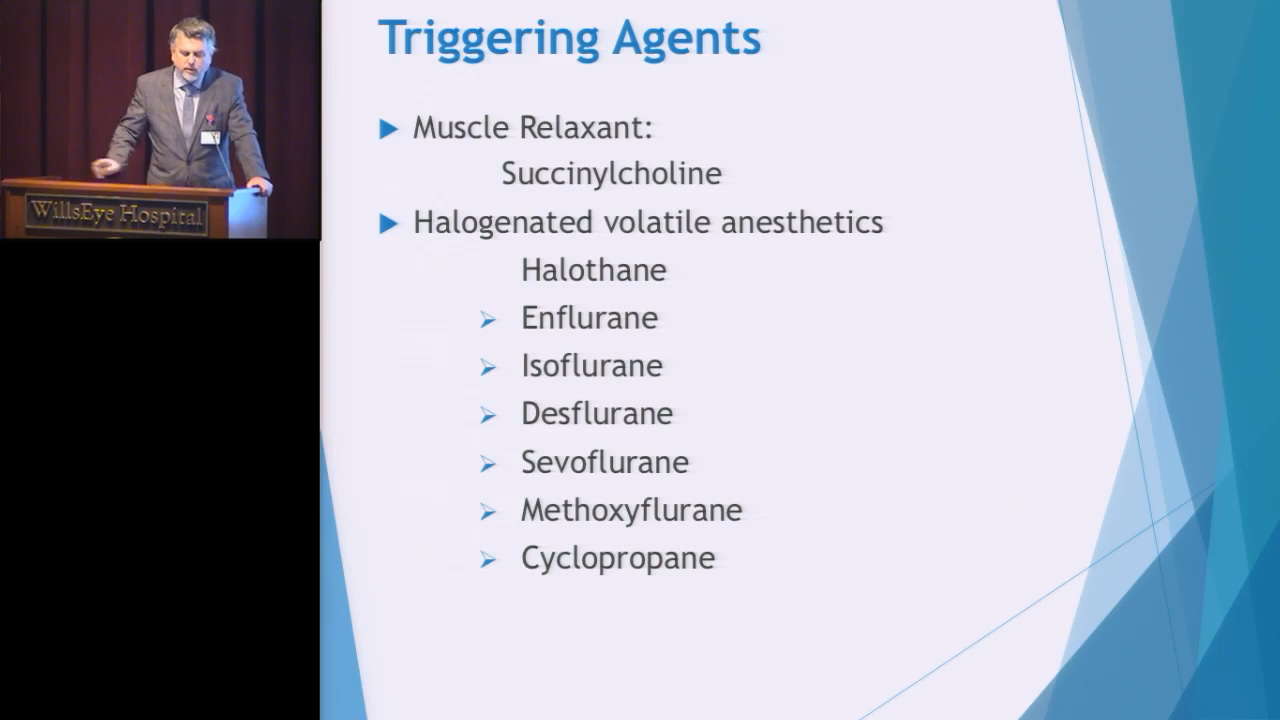 Triggering Agents
Muscle Relaxant:
Succinylcholine
Halogenated volatile anesthetics
Halothane
Enflurane
Isoflurane
Desflurane
Sevoflurane
Methoxyflurane
Cyclopropane
WillsEye Hospital